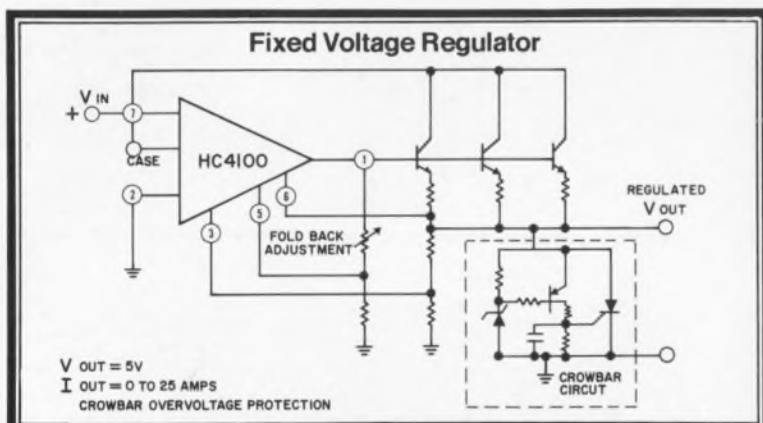 Fixed Voltage Regulator
+ V IN
7
CASE
HC4100
1
2
6
5
3
FOLD BACK
ADJUSTMENT
REGULATED
V OUT
V OUT = 5V
I OUT = 0 TO 25 AMPS
CROWBAR OVERVOLTAGE PROTECTION
CROWBAR
CIRCUT